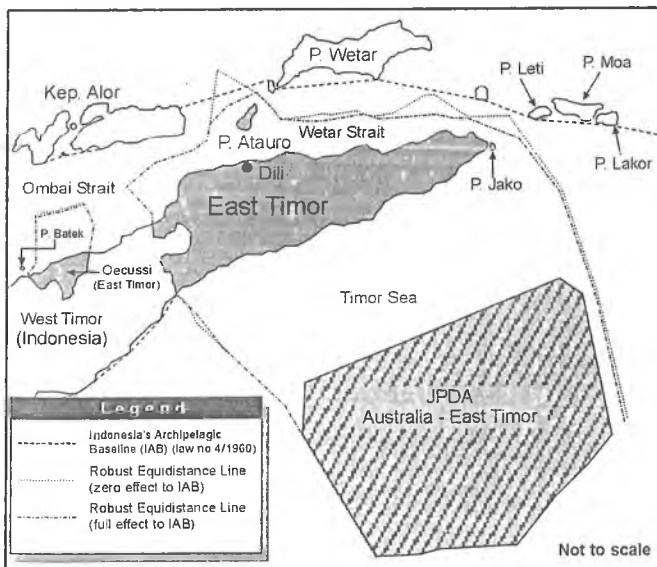 P. Wetar
P. Leti
P. Moa
Kep. Alor
Wetar Strait
P. Atauro
P. Lakor
Dili
Ombai Strait
P. Jako
East Timor
P. Batek
Oecussi
(East Timor)
Timor Sea
West Timor
(Indonesia)
JPDA
Australia - East Timor
Legend
Indonesia's Archipelagic
Baseline (IAB) (law no 4/1960)
Robust Equidistance Line
(zero effect to IAB)
Robust Equidistance Line
(full effect to IAB)
Not to scale